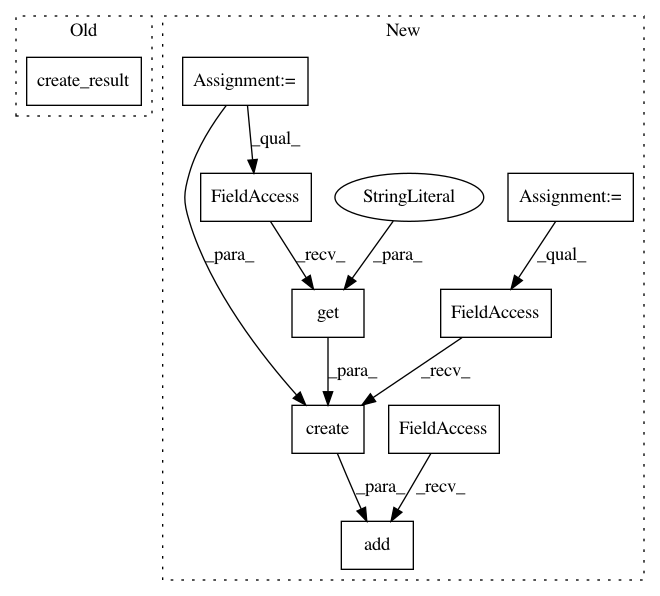 Old
New
create_result
Assignment:=
_qual_
FieldAccess
StringLiteral
Assignment:=
_para_
_recv_
_para_
_qual_
get
FieldAccess
_para_
_recv_
create
FieldAccess
_para_
_recv_
add